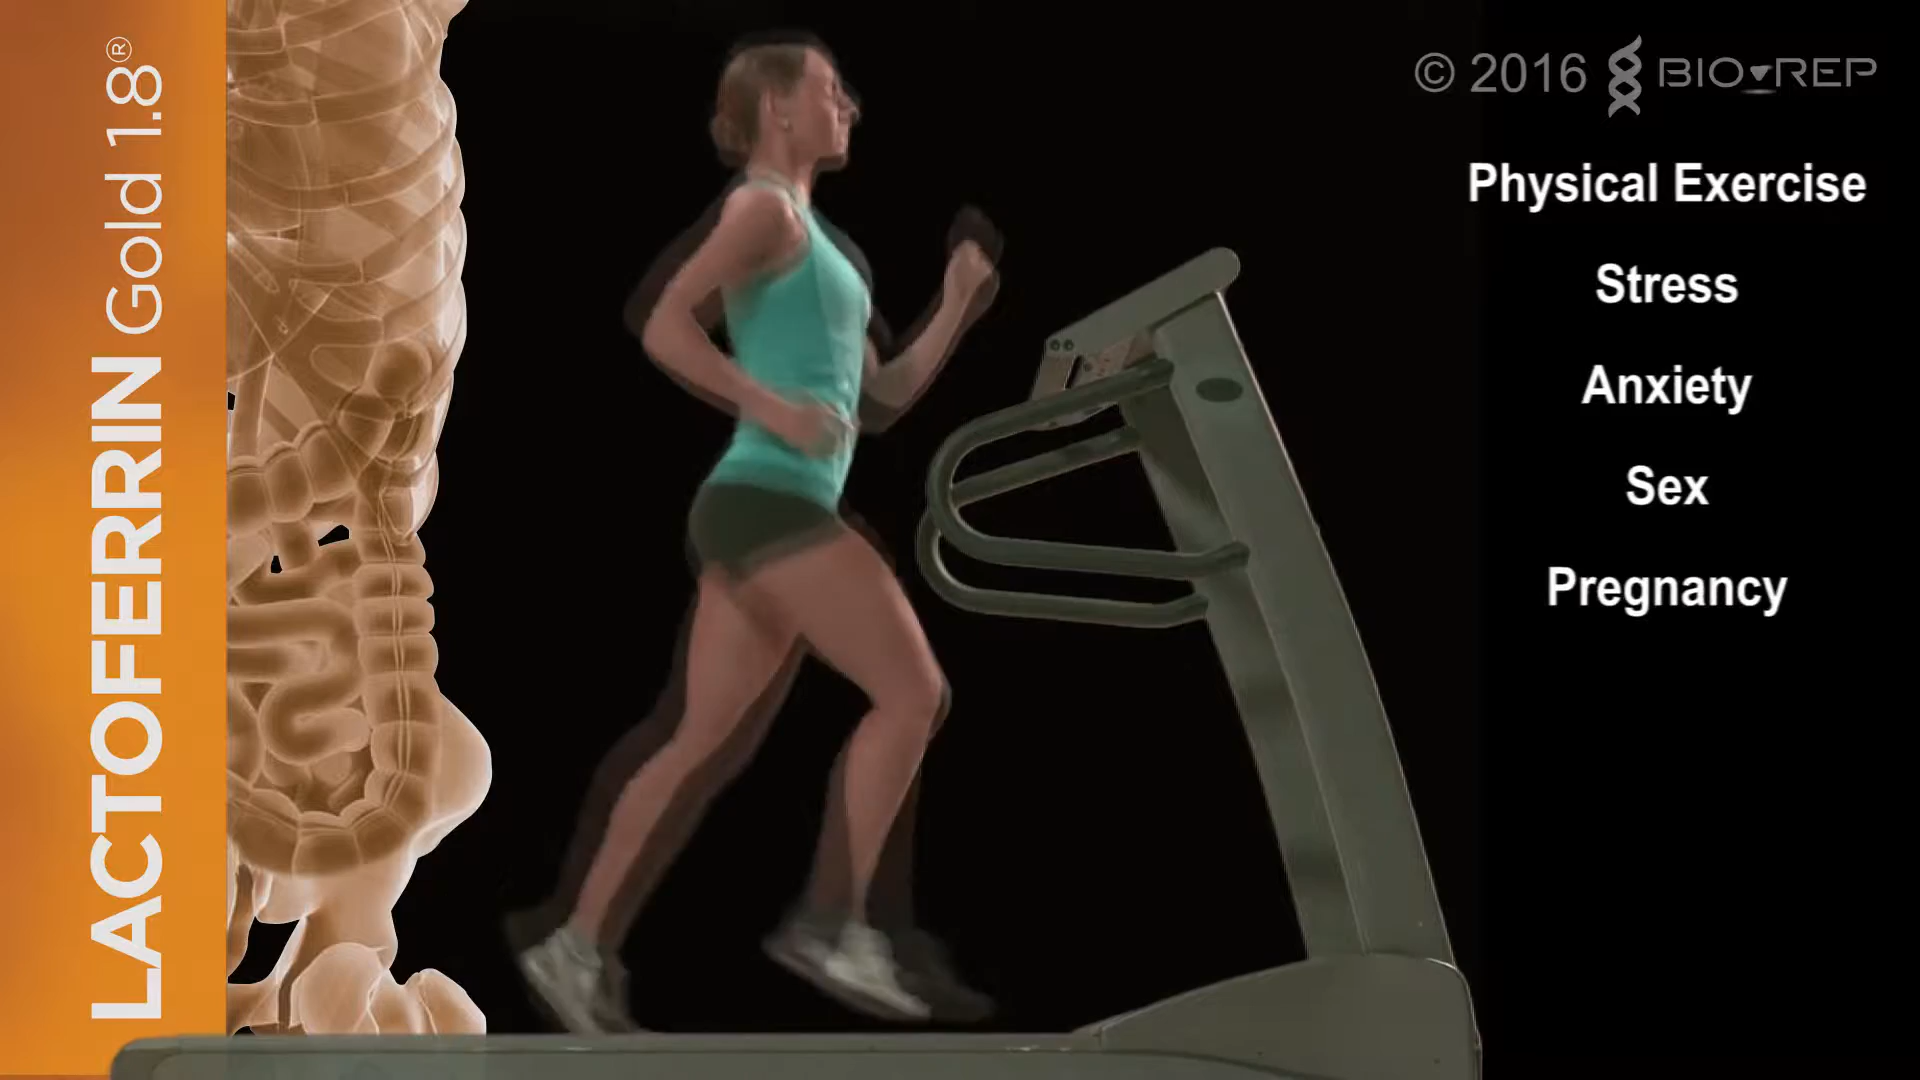 LACTOFERRIN Gold 1.8®
© 2016 BIO-REP
Physical Exercise
Stress
Anxiety
Sex
Pregnancy